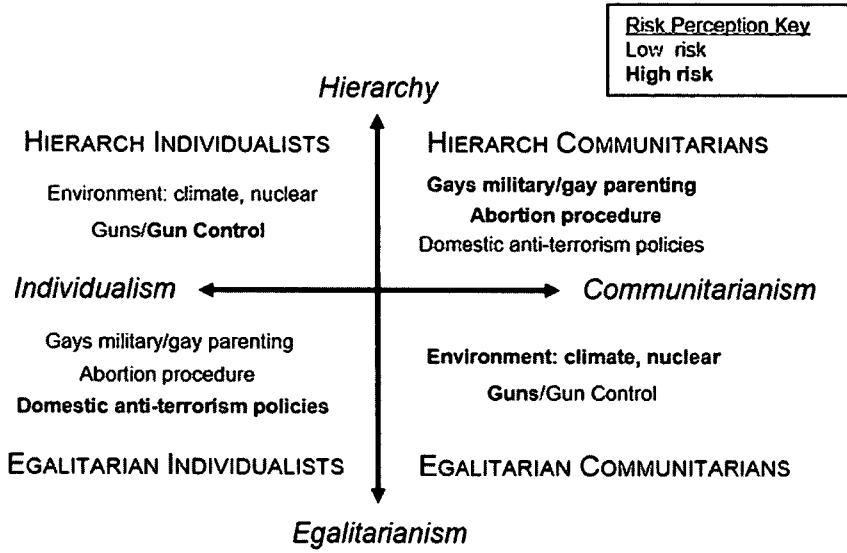 Risk Perception Key
Low risk
High risk
Hierarchy
HIERARCH INDIVIDUALISTS
Environment: climate, nuclear
Guns/Gun Control
HIERARCH COMMUNITARIANS
Gays military/gay parenting
Abortion procedure
Domestic anti-terrorism policies
Individualism
Communitarianism
Gays military/gay parenting
Abortion procedure
Domestic anti-terrorism policies
EGALITARIAN INDIVIDUALISTS
Environment: climate, nuclear
Guns/Gun Control
EGALITARIAN COMMUNITARIANS
Egalitarianism